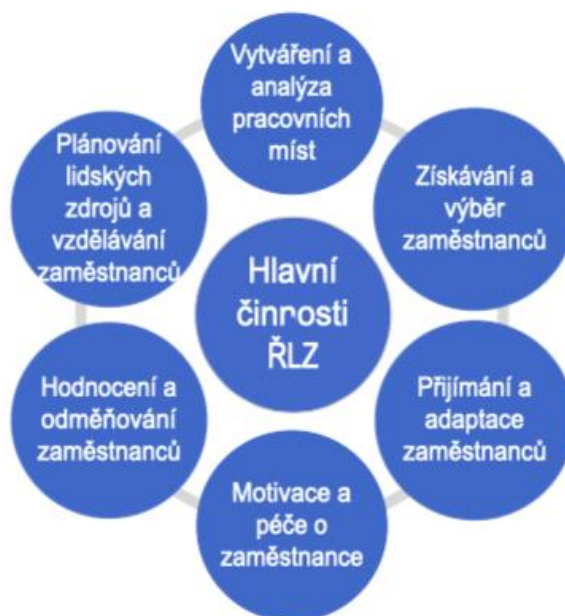 Vytváření a
analýza
pracovních
míst
Získávání a
výběr
zaměstnanců
Přijímání a
adaptace
zaměstnanců
Motivace a
péče o
zaměstnance
Hodnocení a
odměňování
zaměstnanců
Plánování
lidských
zdrojů a
vzdělávání
zaměstnanců
Hlavní
činnosti
ŘLZ